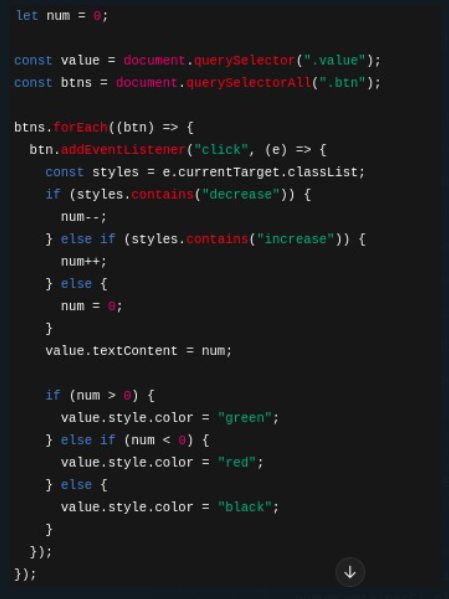 let num = 0;
const value = document.querySelector(".value");
const btns = document.querySelectorAll(".btn");
btns.forEach((btn) => {
  btn.addEventListener("click", (e) => {
    const styles = e.currentTarget.classList;
    if (styles.contains("decrease")) {
      num--;
    } else if (styles.contains("increase")) {
      num++;
    } else {
      num = 0;
    }
    value.textContent = num;
    if (num > 0) {
      value.style.color = "green";
    } else if (num < 0) {
      value.style.color = "red";
    } else {
      value.style.color = "black";
    }
  });
});